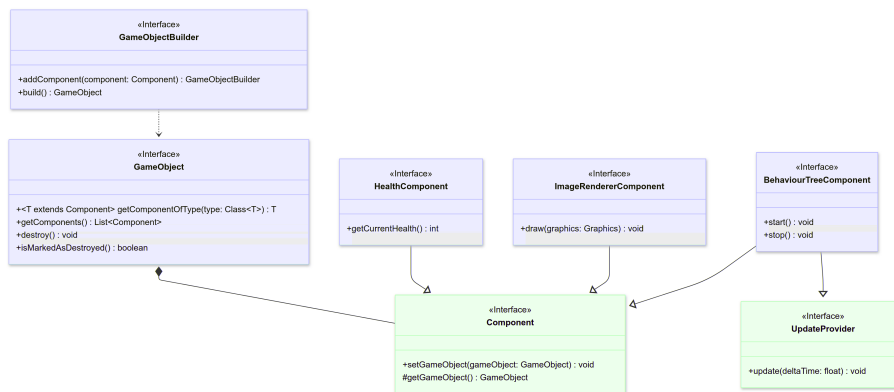 «Interface»
GameObjectBuilder
+addComponent(component: Component) : GameObjectBuilder
+build() : GameObject
«Interface»
GameObject
+<T extends Component> getComponentOfType(type: Class<T>) : T
+getComponents() : List<Component>
+destroy() : void
+isMarkedAsDestroyed() : boolean
«Interface»
HealthComponent
+getCurrentHealth() : int
«Interface»
ImageRendererComponent
+draw(graphics: Graphics) : void
«Interface»
BehaviourTreeComponent
+start() : void
+stop() : void
«Interface»
Component
+setGameObject(gameObject: GameObject) : void
#getGameObject() : GameObject
«Interface»
UpdateProvider
+update(deltaTime: float) : void